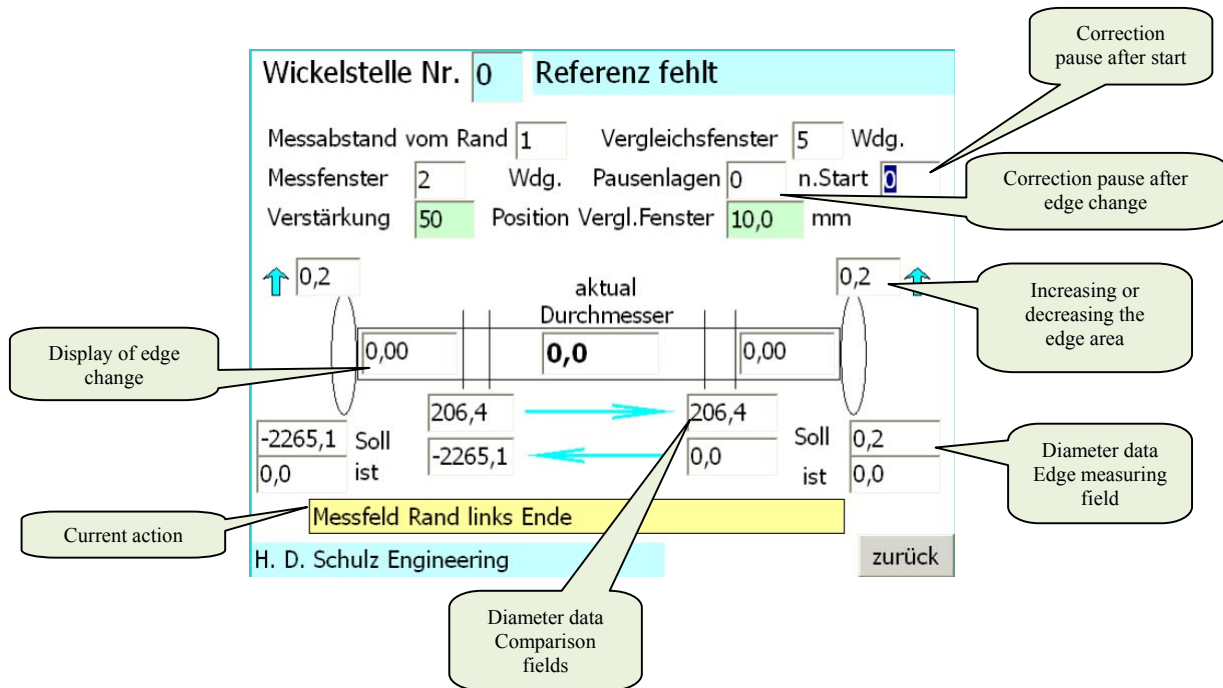 Correction
pause after start
Wickelstelle Nr. 0 Referenz fehlt
Messabstand vom Rand 1 Vergleichsfenster 5 Wdg.
Messfenster 2 Wdg. Pausenlagen 0 n.Start 0
Correction pause after
edge change
Verstärkung 50 Position Vergl.Fenster 10,0 mm
0,2 0,2
aktual
Durchmesser
Increasing or
decreasing the
edge area
Display of edge
change
0,00 0,0 0,00
206,4 206,4
-2265,1 Soll -2265,1 0,0 Soll 0,2
0,0 ist ist 0,0
Diameter data
Edge measuring
field
Current action
Messfeld Rand links Ende
H. D. Schulz Engineering zurück
Diameter data
Comparison
fields